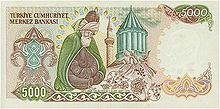 5000
TÜRKİYE CUMHURİYET
MERKEZ BANKASI
5000